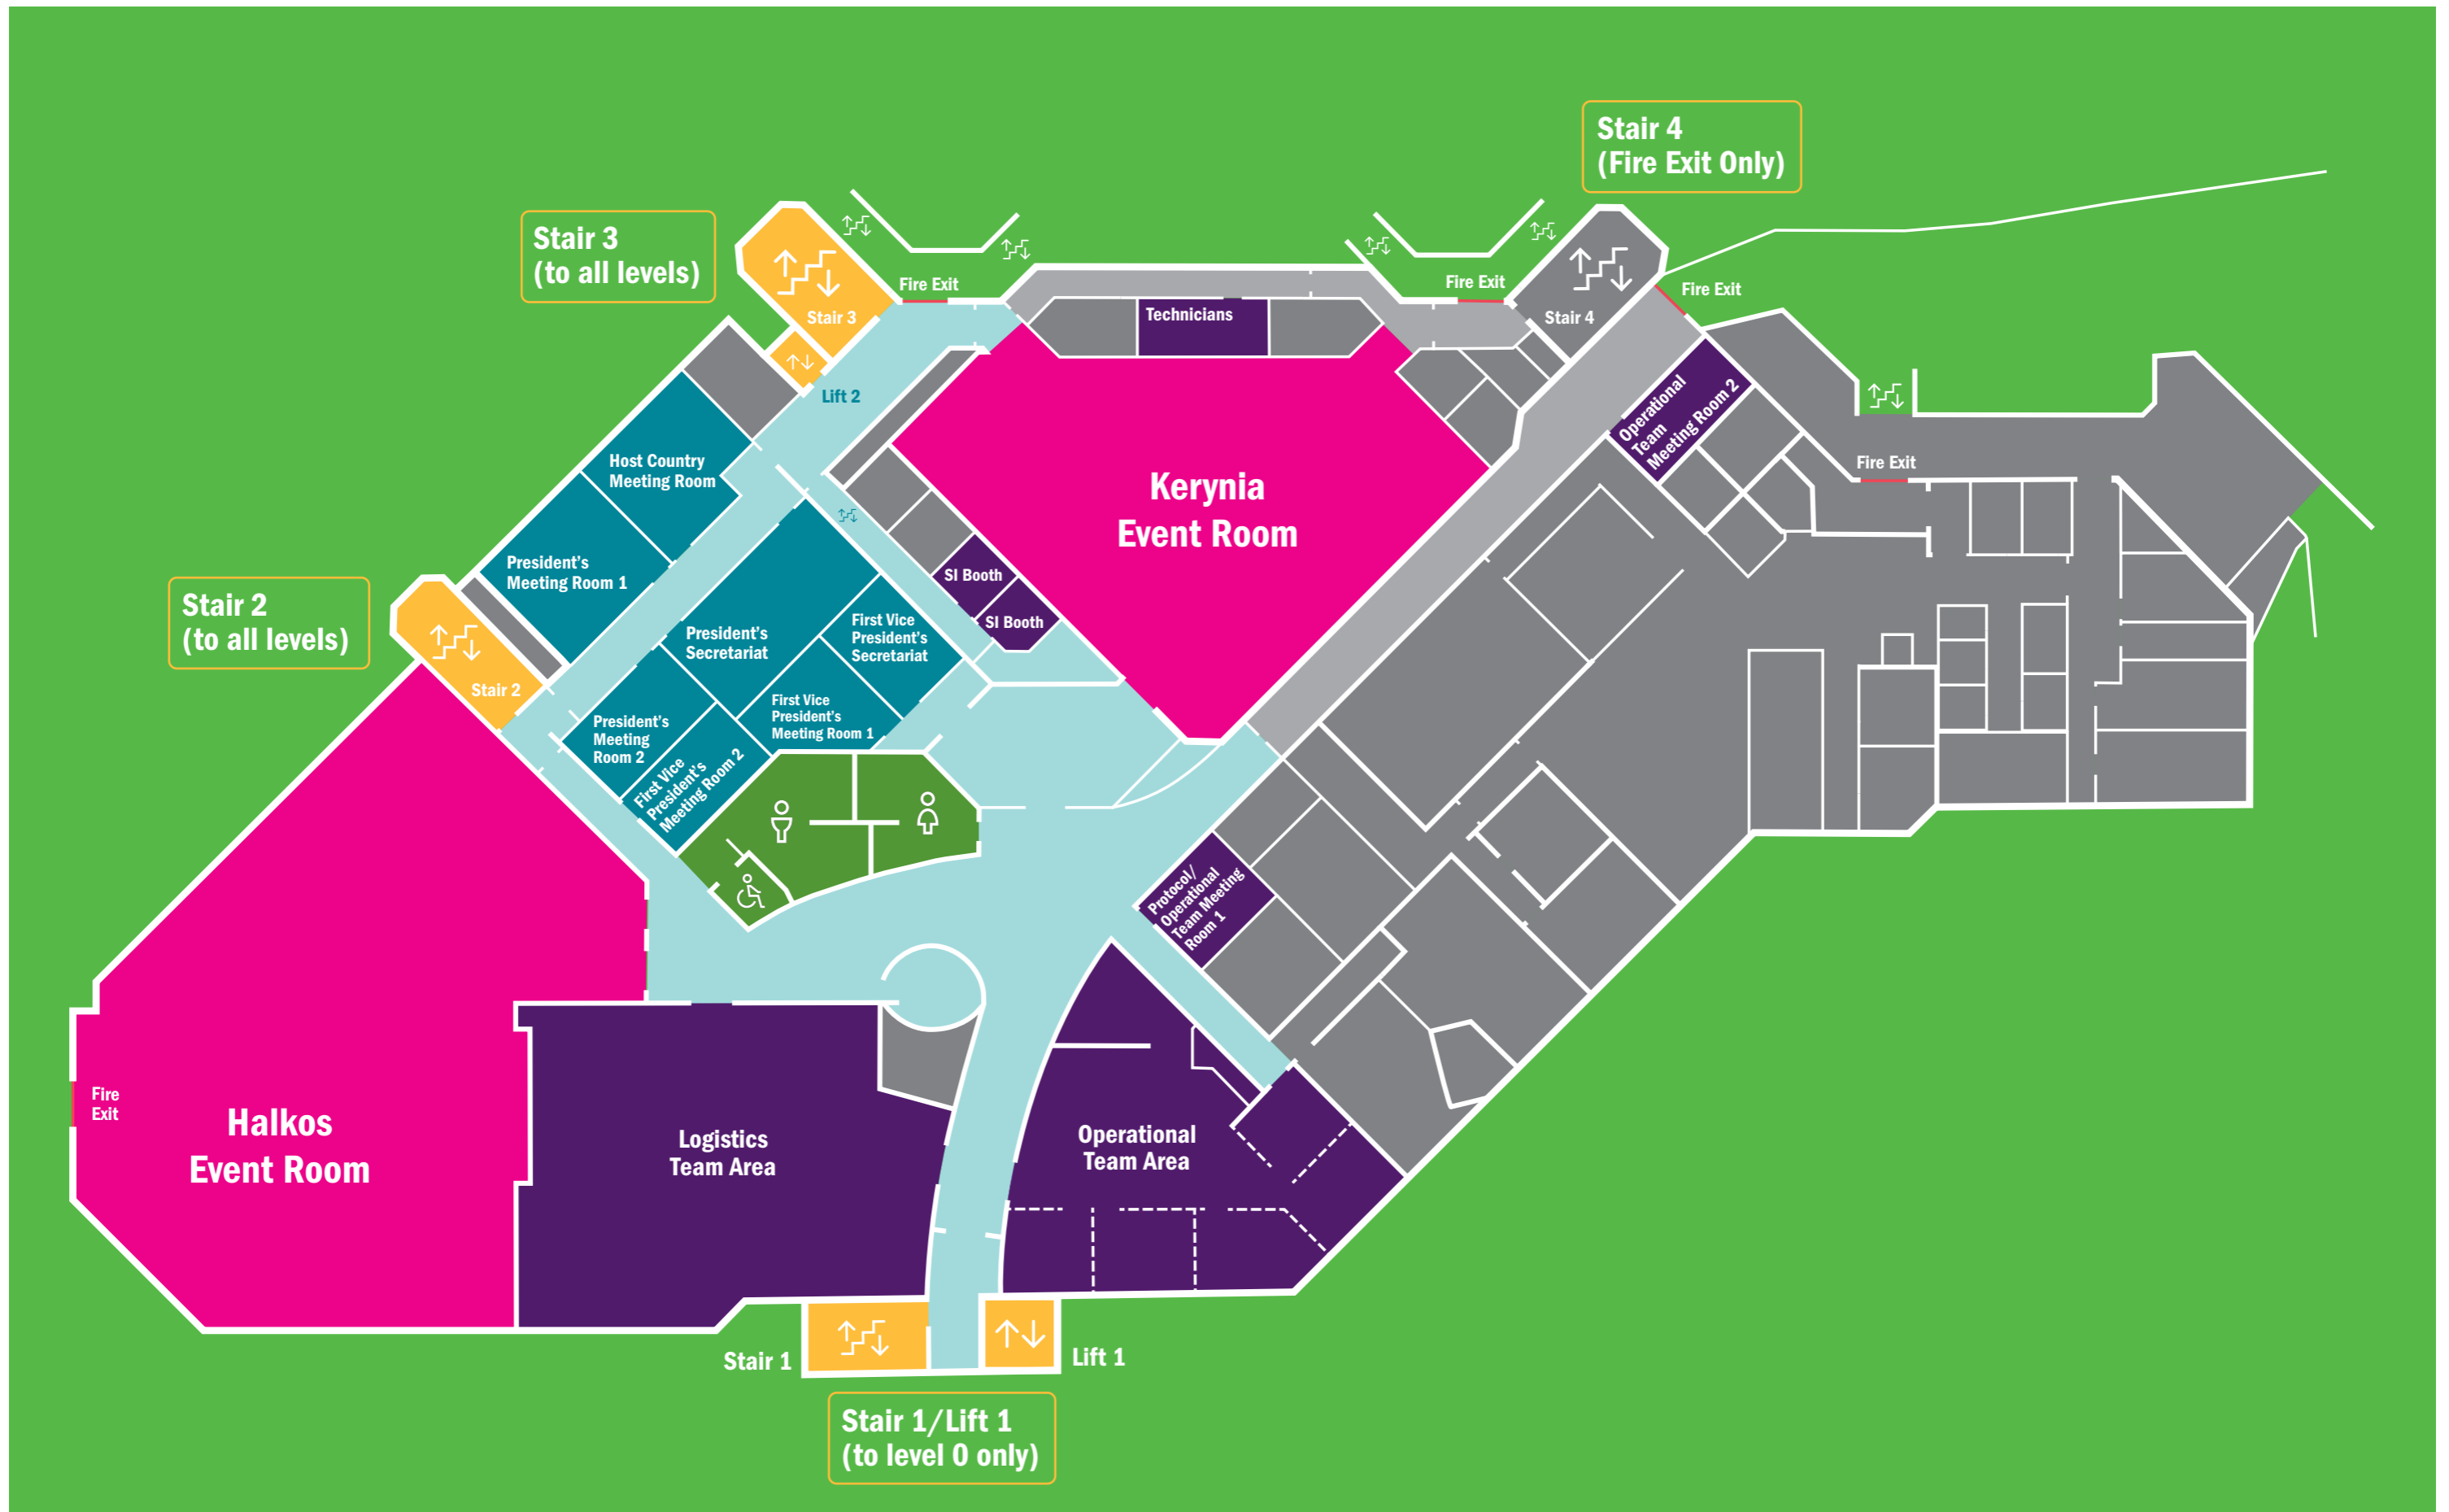 Stair 4
(Fire Exit Only)
Stair 3
(to all levels)
Fire Exit
Fire Exit
Fire Exit
Stair 3
Technicians
Stair 4
Lift 2
Operational
Team
Meeting Room 2
Host Country
Meeting Room
Fire Exit
Kerynia
Event Room
President's
Meeting Room 1
SI Booth
SI Booth
Stair 2
(to all levels)
President's
Secretariat
First Vice
President's
Secretariat
Stair 2
President's
Meeting
Room 2
First Vice
President's
Meeting Room 1
First Vice
President's
Meeting Room 2
Protocol/
Operational
Team Meeting
Room 1
Fire
Exit
Halkos
Event Room
Logistics
Team Area
Operational
Team Area
Stair 1
Lift 1
Stair 1/Lift 1
(to level 0 only)